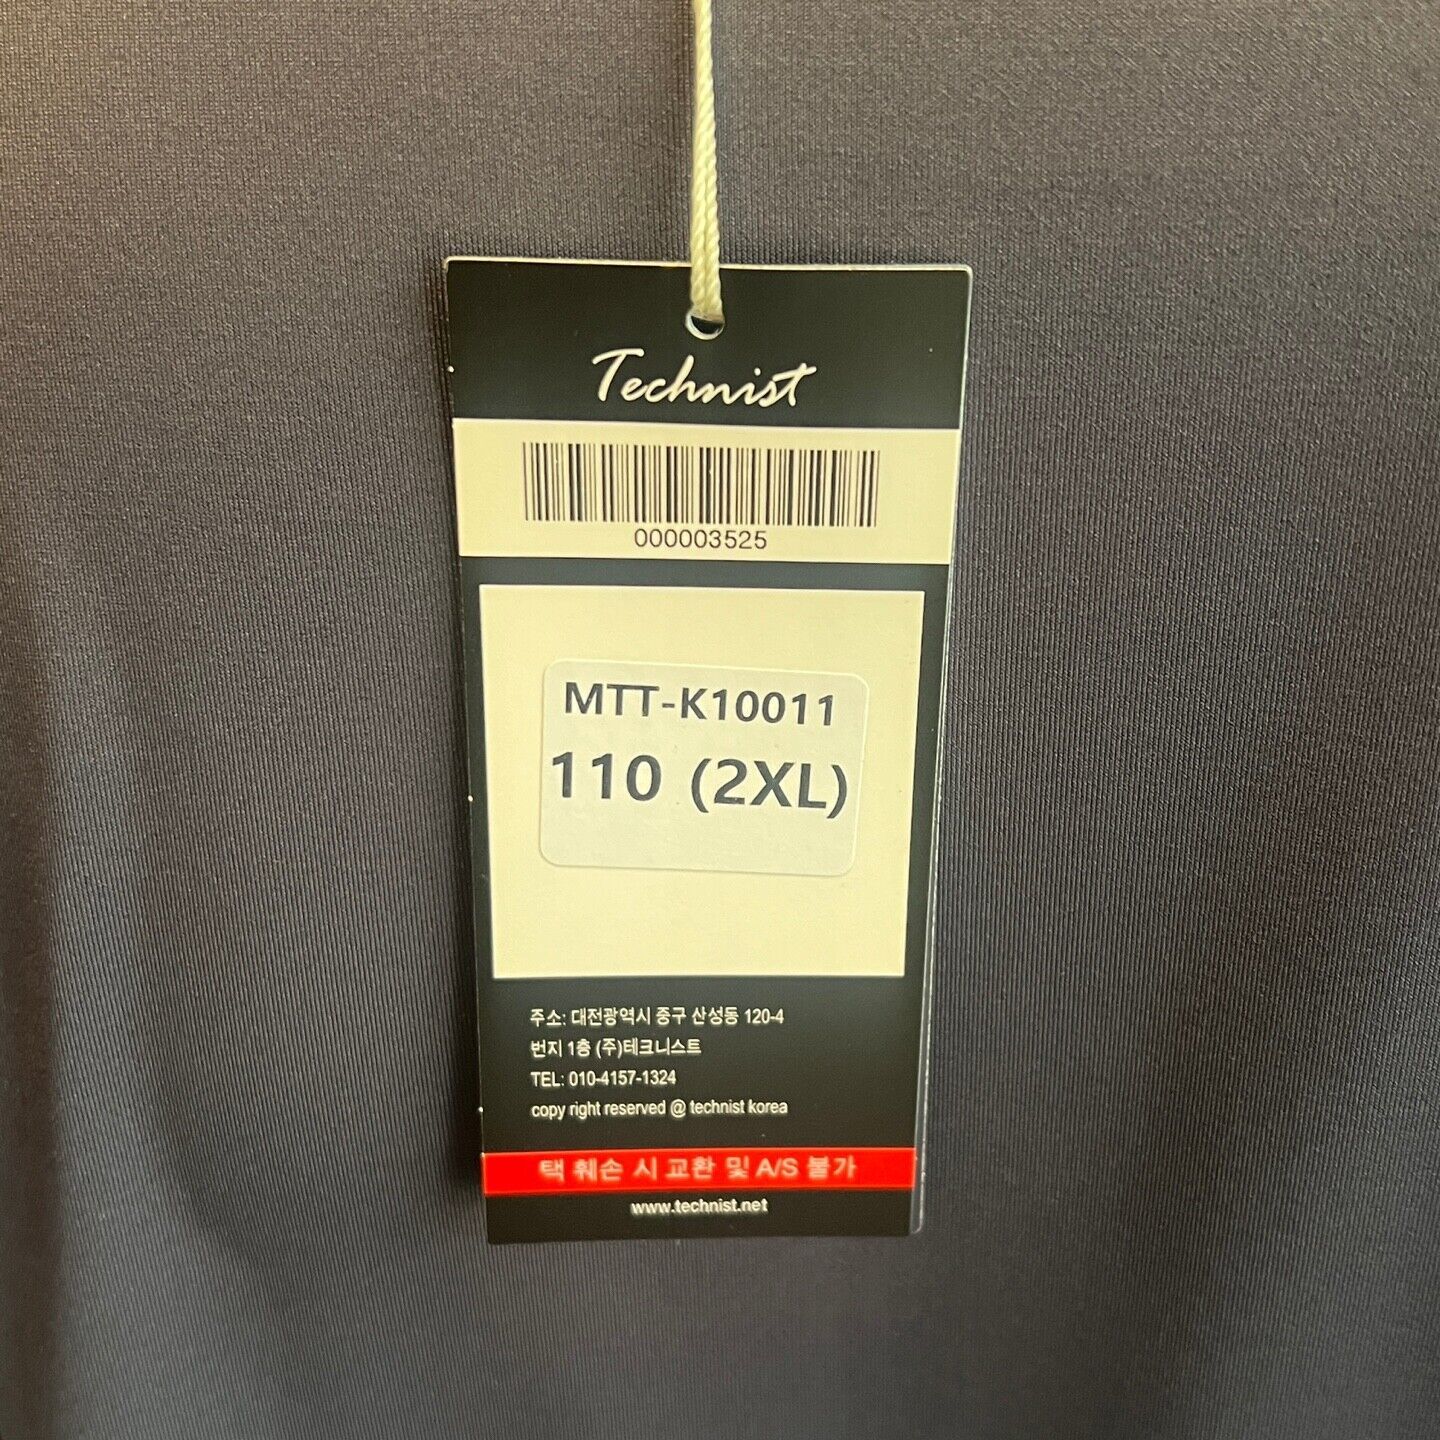 Technist
000003525
MTT-K10011
110 (2XL)
주소: 대전광역시 중구 산성동 120-4
번지 1층 (주)테크니스트
TEL: 010-4157-1324
copy right reserved @ technist korea
택 훼손 시 교환 및 A/S 불가
www.technist.net